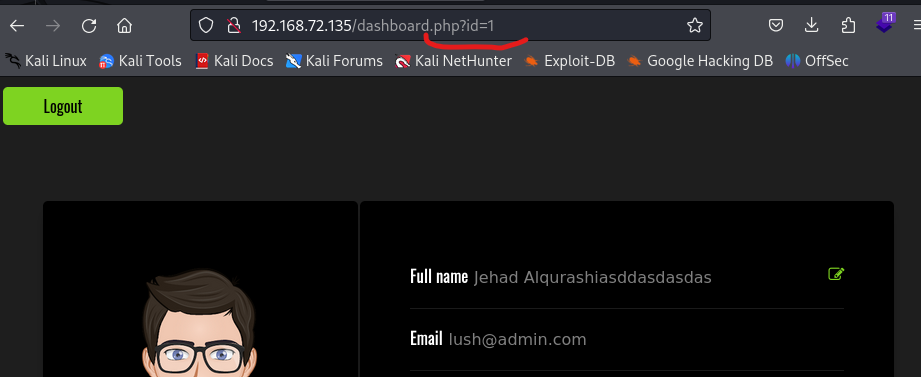 192.168.72.135/dashboard.php?id=1
11
Kali Linux Kali Tools Kali Docs Kali Forums Kali NetHunter Exploit-DB Google Hacking DB OffSec
Logout
Full name Jehad Alqurashiasddasdasdas
Email lush@admin.com